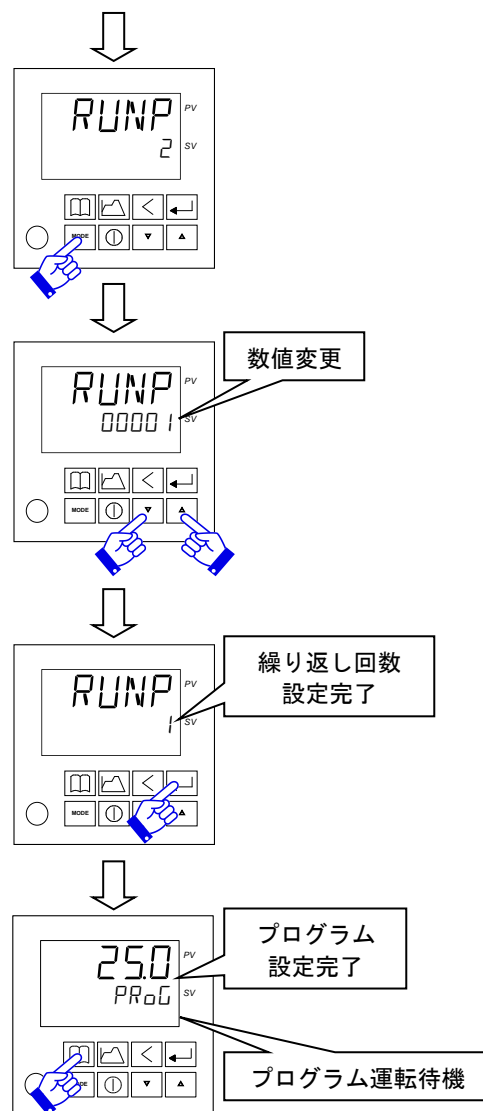 RUNP PV
2 SV
MODE
数値変更
RUNP PV
00001 SV
MODE
繰り返し回数
設定完了
RUNP PV
1 SV
MODE
プログラム
設定完了
25.0 PV
PRoG SV
プログラム運転待機